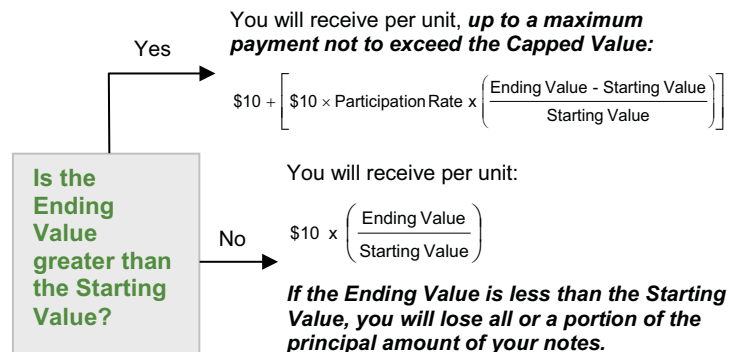 You will receive per unit, up to a maximum
payment not to exceed the Capped Value:
Yes
$10 + [ $10 × Participation Rate x ( Ending Value - Starting Value / Starting Value ) ]
Is the
Ending
Value
greater than
the Starting
Value?
No
You will receive per unit:
$10 x ( Ending Value / Starting Value )
If the Ending Value is less than the Starting
Value, you will lose all or a portion of the
principal amount of your notes.